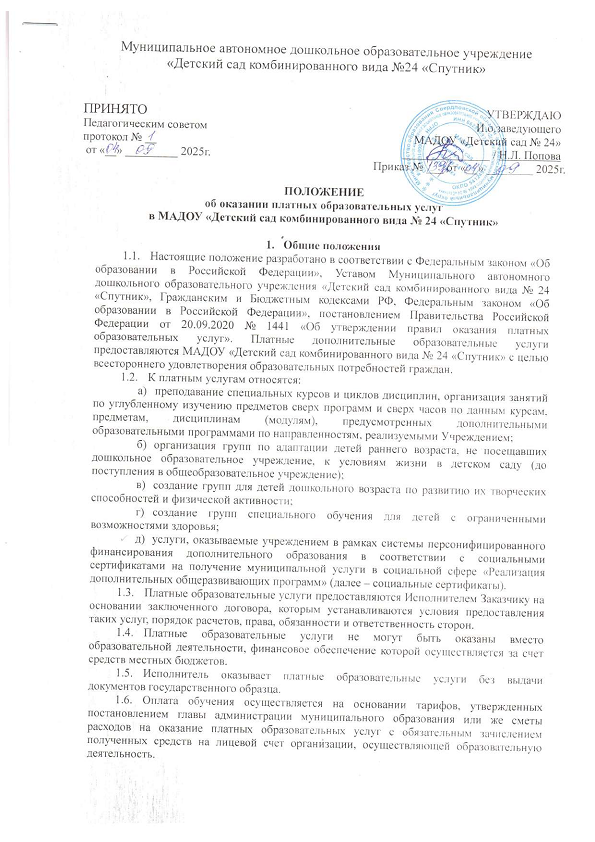 Муниципальное автономное дошкольное образовательное учреждение
«Детский сад комбинированного вида №24 «Спутник»
ПРИНЯТО
Педагогическим советом
протокол № 1
от « » 2025г.
УТВЕРЖДАЮ
И.о.заведующего
МАДОУ «Детский сад № 24»
/ Н.Л. Попова
Приказ № от 2025г.
ПОЛОЖЕНИЕ
об оказании платных образовательных услуг
в МАДОУ «Детский сад комбинированного вида № 24 «Спутник»
1. Общие положения
1.1. Настоящие положение разработано в соответствии с Федеральным законом «Об
образовании в Российской Федерации», Уставом Муниципального автономного
дошкольного образовательного учреждения «Детский сад комбинированного вида № 24
«Спутник», Гражданским и Бюджетным кодексами РФ, Федеральным законом «Об
образовании в Российской Федерации», постановлением Правительства Российской
Федерации от 20.09.2020 № 1441 «Об утверждении правил оказания платных
образовательных услуг». Платные дополнительные образовательные услуги
предоставляются МАДОУ «Детский сад комбинированного вида № 24 «Спутник» с целью
всестороннего удовлетворения образовательных потребностей граждан.
1.2. К платным услугам относятся:
а) преподавание специальных курсов и циклов дисциплин, организация занятий
по углубленному изучению предметов сверх программ и сверх часов по данным курсам,
предметам, дисциплинам (модулям), предусмотренных дополнительными
образовательными программами по направленностям, реализуемыми Учреждением;
б) организация групп по адаптации детей раннего возраста, не посещавших
дошкольное образовательное учреждение, к условиям жизни в детском саду (до
поступления в общеобразовательное учреждение);
в) создание групп для детей дошкольного возраста по развитию их творческих
способностей и физической активности;
г) создание групп специального обучения для детей с ограниченными
возможностями здоровья;
д) услуги, оказываемые учреждением в рамках системы персонифицированного
финансирования дополнительного образования в соответствии с социальными
сертификатами на получение муниципальной услуги в социальной сфере «Реализация
дополнительных общеразвивающих программ» (далее – социальные сертификаты).
1.3. Платные образовательные услуги предоставляются Исполнителем Заказчику на
основании заключенного договора, которым устанавливаются условия предоставления
таких услуг, порядок расчетов, права, обязанности и ответственность сторон.
1.4. Платные образовательные услуги не могут быть оказаны вместо
образовательной деятельности, финансовое обеспечение которой осуществляется за счет
средств местных бюджетов.
1.5. Исполнитель оказывает платные образовательные услуги без выдачи
документов государственного образца.
1.6. Оплата обучения осуществляется на основании тарифов, утвержденных
постановлением главы администрации муниципального образования или же сметы
расходов на оказание платных образовательных услуг с обязательным зачислением
полученных средств на лицевой счет организации, осуществляющей образовательную
деятельность.